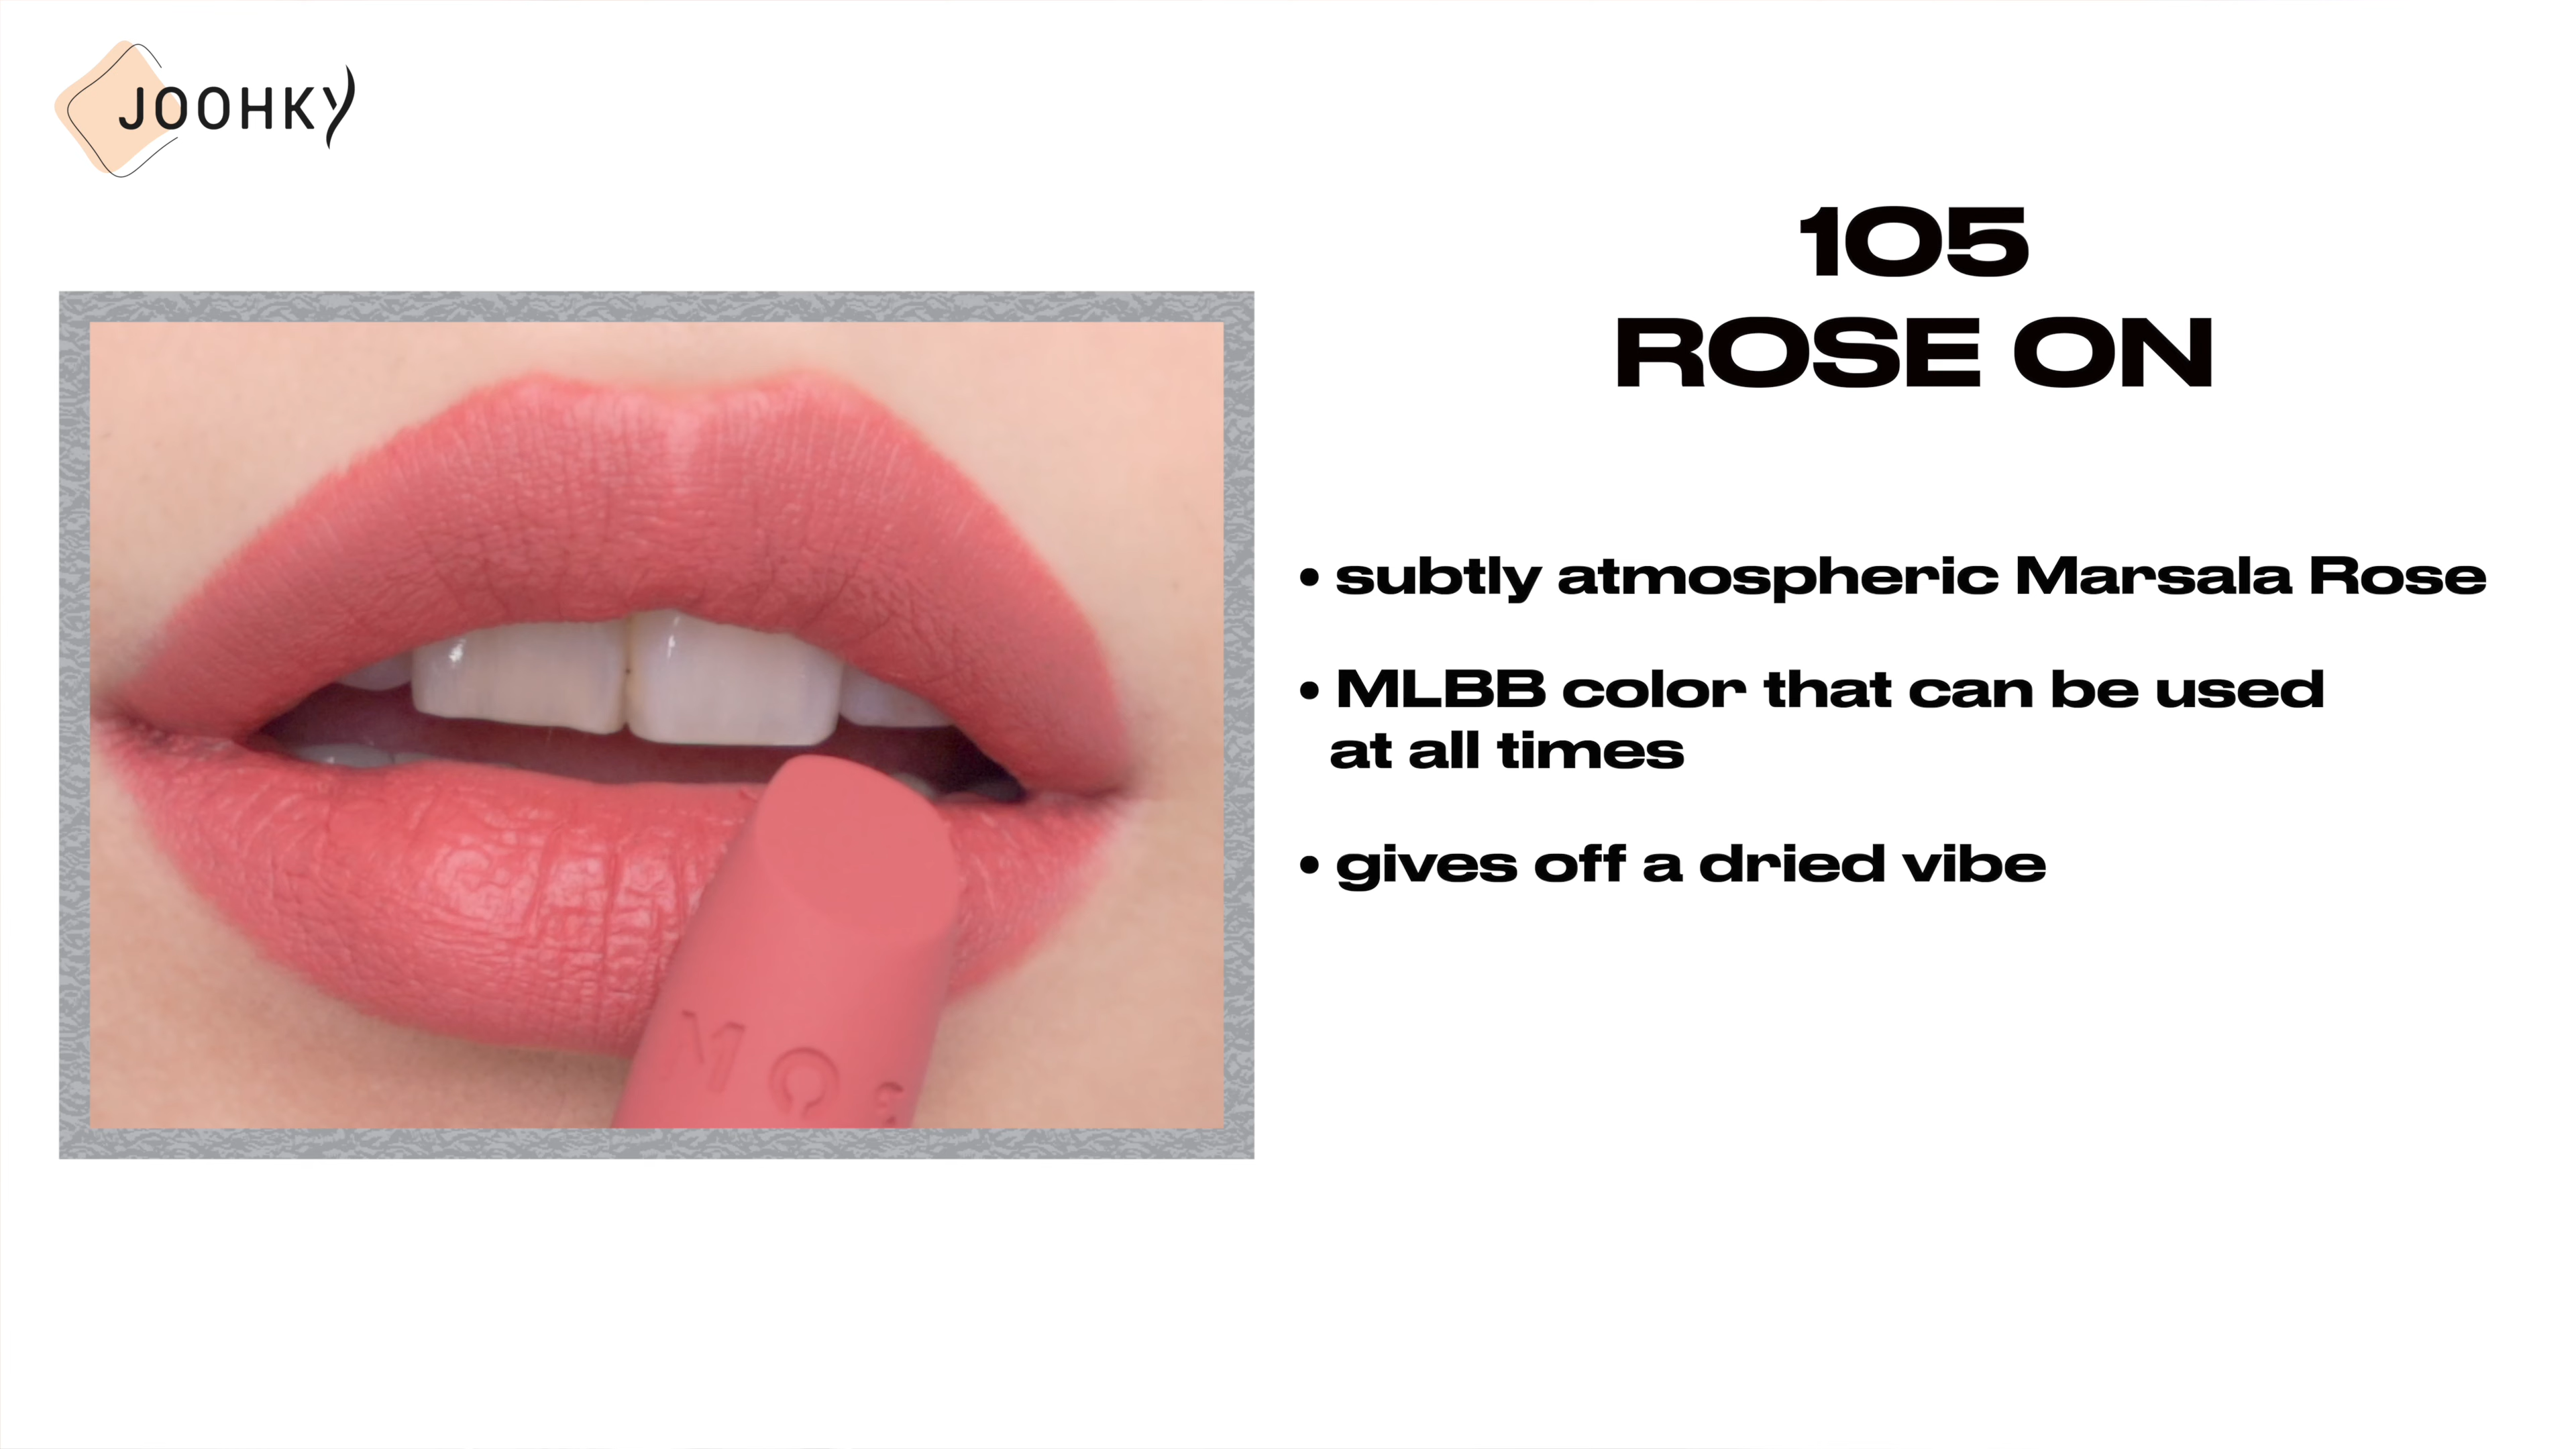 JOOHKY
105
ROSE ON
• subtly atmospheric Marsala Rose
• MLBB color that can be used
at all times
• gives off a dried vibe
M O